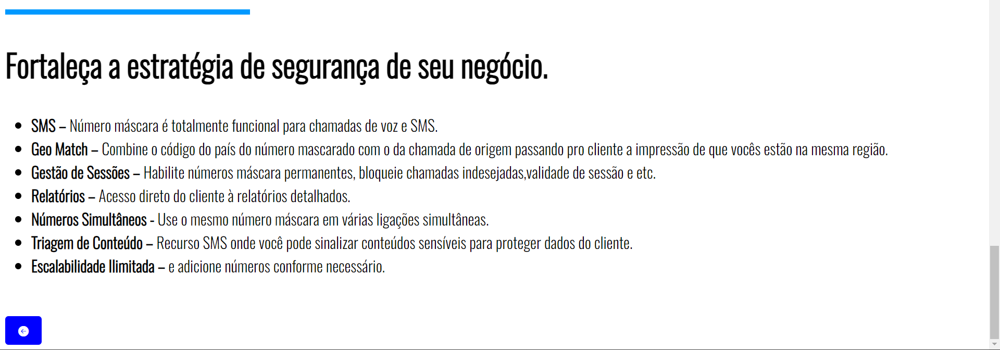 Fortaleça a estratégia de segurança de seu negócio.
SMS – Número máscara é totalmente funcional para chamadas de voz e SMS.
Geo Match – Combine o código do país do número mascarado com o da chamada de origem passando pro cliente a impressão de que vocês estão na mesma região.
Gestão de Sessões – Habilite números máscara permanentes, bloqueie chamadas indesejadas,validade de sessão e etc.
Relatórios – Acesso direto do cliente à relatórios detalhados.
Números Simultâneos - Use o mesmo número máscara em várias ligações simultâneas.
Triagem de Conteúdo – Recurso SMS onde você pode sinalizar conteúdos sensíveis para proteger dados do cliente.
Escalabilidade Ilimitada – e adicione números conforme necessário.